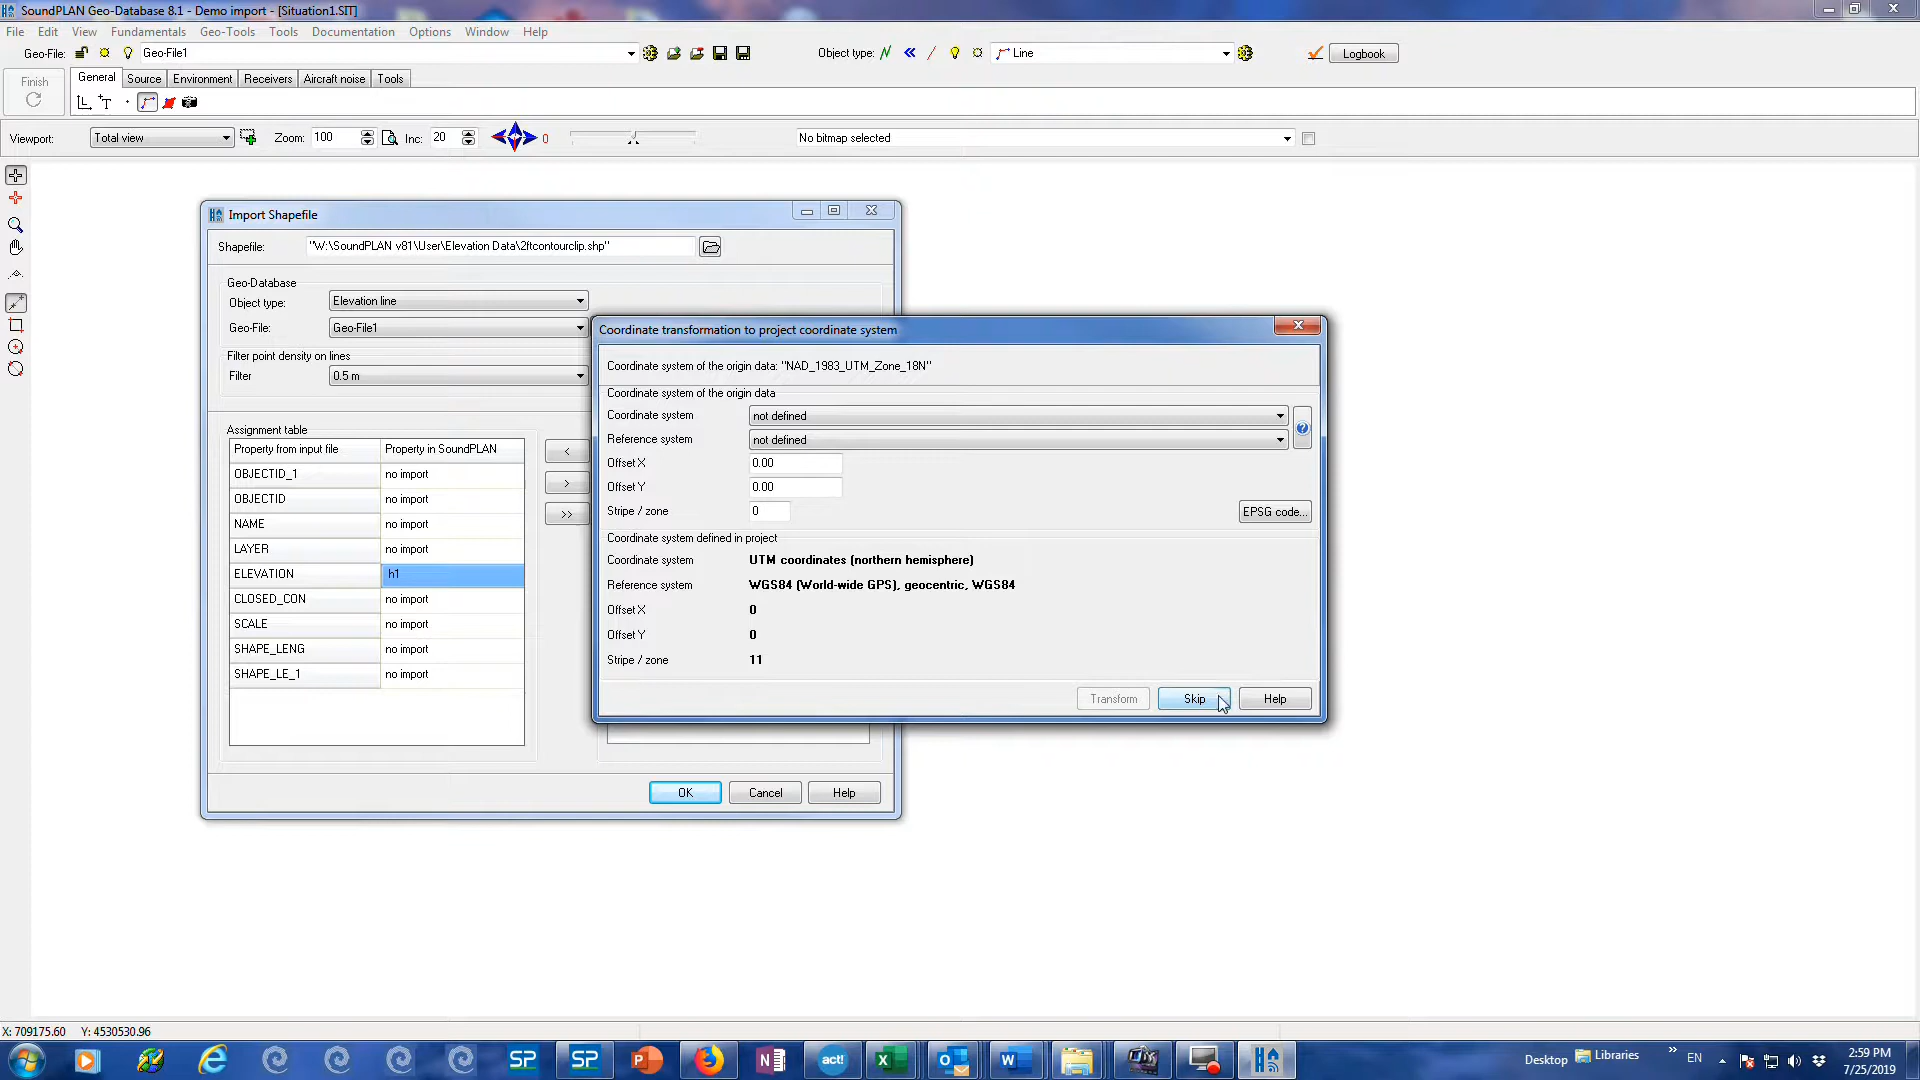 SoundPLAN Geo-Database 8.1 - Demo import - [Situation1.SIT]
File Edit View Fundamentals Geo-Tools Tools Documentation Options Window Help
Geo-File: Geo-File1 Object type: Line Logbook
Finish
General Source Environment Receivers Aircraft noise Tools
Viewport: Total view Zoom: 100 Inc: 20 0 No bitmap selected
Import Shapefile
Shapefile: "W:\SoundPLAN v81\User\Elevation Data\2ftcontourclip.shp"
Geo-Database
Object type: Elevation line
Geo-File: Geo-File1
Filter point density on lines
Filter 0.5 m
Assignment table
Property from input file Property in SoundPLAN
OBJECTID_1 no import
OBJECTID no import
NAME no import
LAYER no import
ELEVATION h1
CLOSED_CON no import
SCALE no import
SHAPE_LENG no import
SHAPE_LE_1 no import
<
>
>>
OK Cancel Help
Coordinate transformation to project coordinate system
Coordinate system of the origin data: "NAD_1983_UTM_Zone_18N"
Coordinate system of the origin data
Coordinate system not defined
Reference system not defined
Offset X 0.00
Offset Y 0.00
Stripe / zone 0 EPSG code...
Coordinate system defined in project
Coordinate system UTM coordinates (northern hemisphere)
Reference system WGS84 (World-wide GPS), geocentric, WGS84
Offset X 0
Offset Y 0
Stripe / zone 11
Transform Skip Help
X: 709175.60 Y: 4530530.96
SP SP act! Desktop Libraries » EN 2:59 PM
7/25/2019